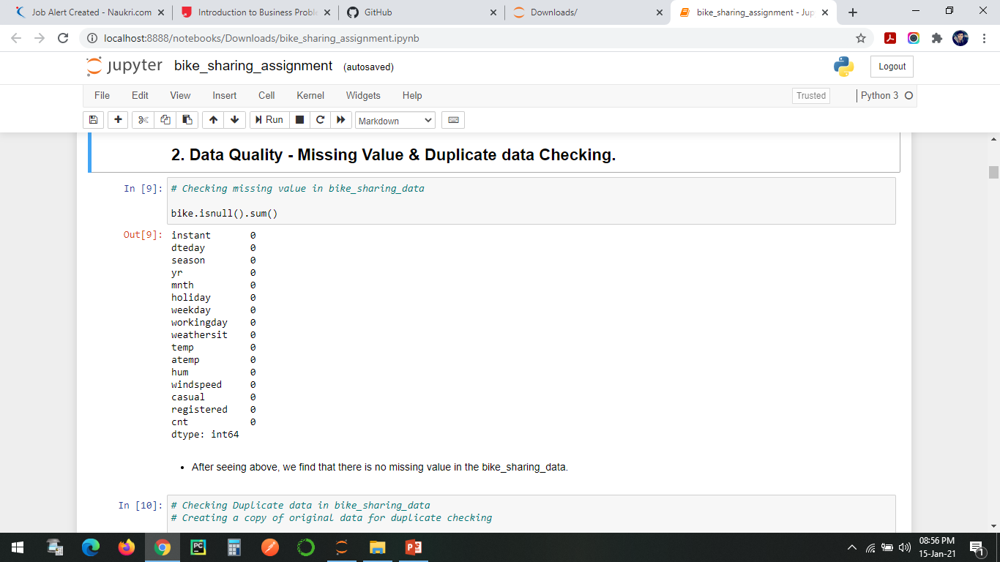 Job Alert Created - Naukri.com
Introduction to Business Proble
GitHub
Downloads/
bike_sharing_assignment - Jup
localhost:8888/notebooks/Downloads/bike_sharing_assignment.ipynb
jupyter bike_sharing_assignment (autosaved)
Logout
File Edit View Insert Cell Kernel Widgets Help
Trusted
Python 3
Run
Markdown
2. Data Quality - Missing Value & Duplicate data Checking.
In [9]: # Checking missing value in bike_sharing_data
bike.isnull().sum()
Out[9]: instant 0
dteday 0
season 0
yr 0
mnth 0
holiday 0
weekday 0
workingday 0
weathersit 0
temp 0
atemp 0
hum 0
windspeed 0
casual 0
registered 0
cnt 0
dtype: int64
• After seeing above, we find that there is no missing value in the bike_sharing_data.
In [10]: # Checking Duplicate data in bike_sharing_data
# Creating a copy of original data for duplicate checking
PC
08:56 PM
15-Jan-21
1